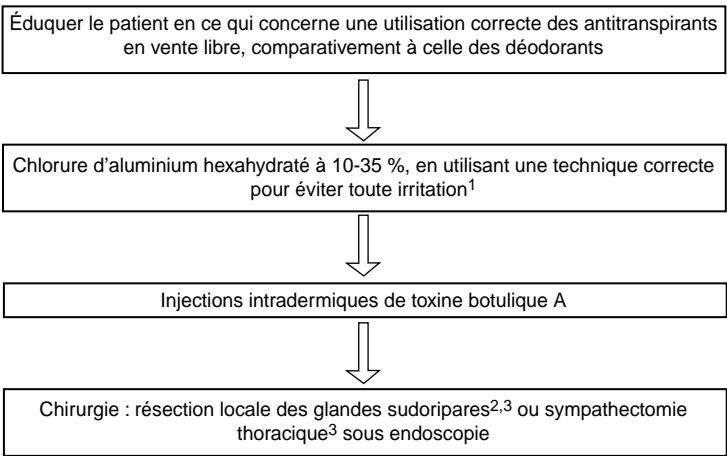 Éduquer le patient en ce qui concerne une utilisation correcte des antitranspirants
en vente libre, comparativement à celle des déodorants
Chlorure d’aluminium hexahydraté à 10-35 %, en utilisant une technique correcte
pour éviter toute irritation1
Injections intradermiques de toxine botulique A
Chirurgie : résection locale des glandes sudoripares2,3 ou sympathectomie
thoracique3 sous endoscopie